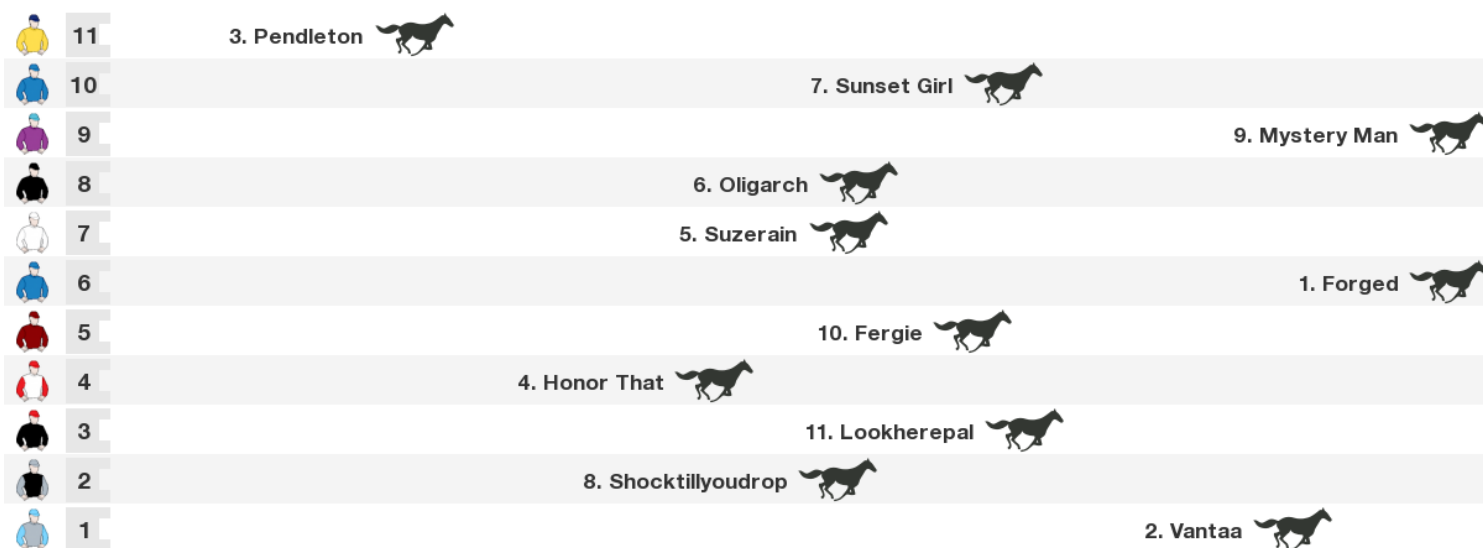 11 3. Pendleton
10 7. Sunset Girl
9 9. Mystery Man
8 6. Oligarch
7 5. Suzerain
6 1. Forged
5 10. Fergie
4 4. Honor That
3 11. Lookherepal
2 8. Shocktillyoudrop
1 2. Vantaa